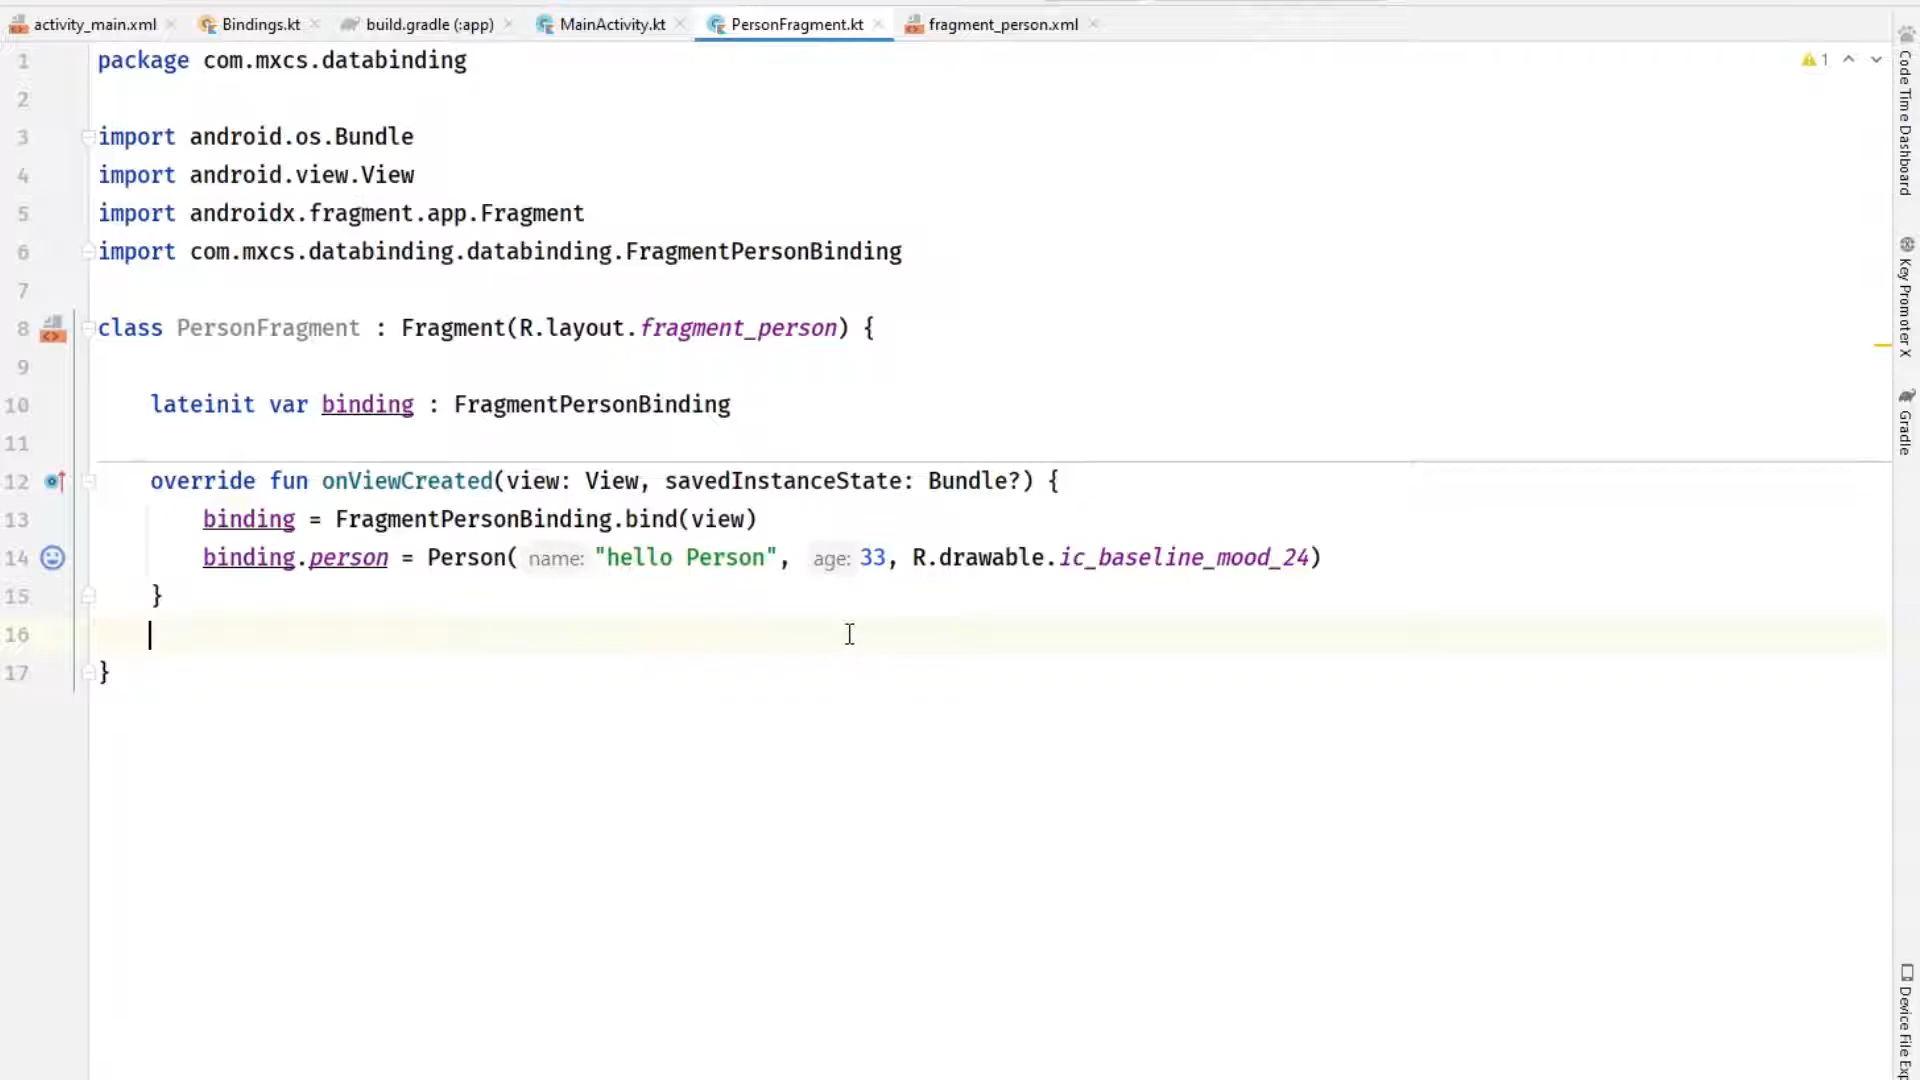 activity_main.xml Bindings.kt build.gradle (:app) MainActivity.kt PersonFragment.kt fragment_person.xml
1 package com.mxcs.databinding
2
3 import android.os.Bundle
4 import android.view.View
5 import androidx.fragment.app.Fragment
6 import com.mxcs.databinding.databinding.FragmentPersonBinding
7
8 class PersonFragment : Fragment(R.layout.fragment_person) {
9
10 lateinit var binding : FragmentPersonBinding
11
12 override fun onViewCreated(view: View, savedInstanceState: Bundle?) {
13 binding = FragmentPersonBinding.bind(view)
14 binding.person = Person( name: "hello Person", age: 33, R.drawable.ic_baseline_mood_24)
15 }
16
17 }
1
Code Time Dashboard
Key Promoter X
Gradle
Device File Exp